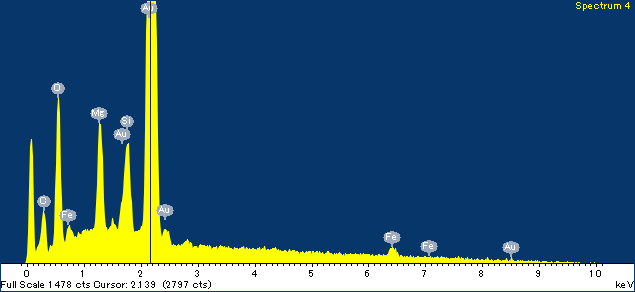 Spectrum 4
Au
O
Mg
Si
Au
Au
Fe
Fe
Fe
Au
0 1 2 3 4 5 6 7 8 9 10
Full Scale 1478 cts Cursor: 2.139 (2797 cts) keV